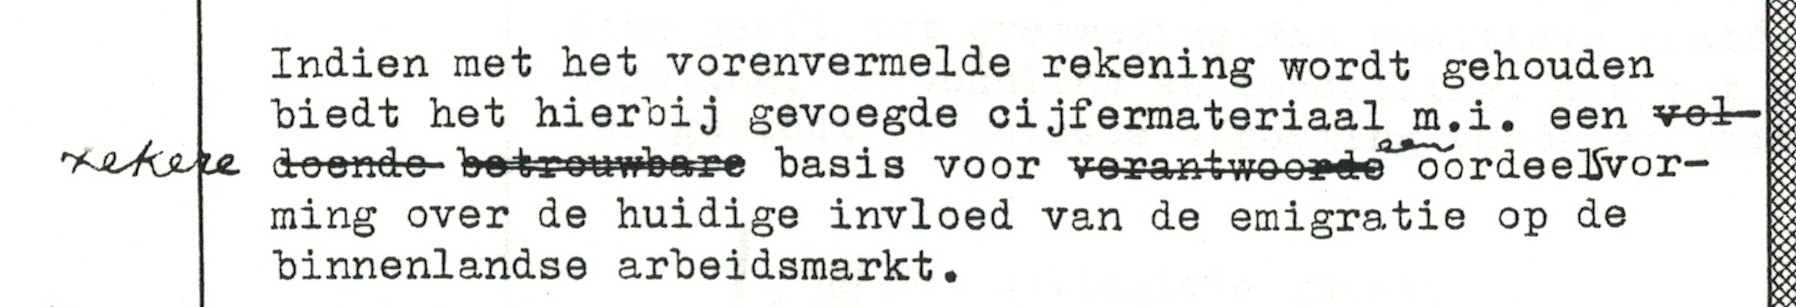 Indien met het vorenvermelde rekening wordt gehouden
biedt het hierbij gevoegde cijfermateriaal m.i. een vol-
zekere doende betrouwbare basis voor verantwoorde een oordeelsvor-
ming over de huidige invloed van de emigratie op de
binnenlandse arbeidsmarkt.